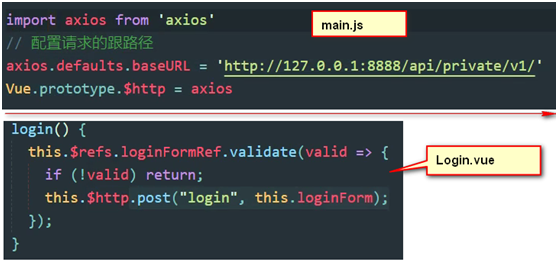 import axios from 'axios'
main.js
// 配置请求的跟路径
axios.defaults.baseURL = 'http://127.0.0.1:8888/api/private/v1/'
Vue.prototype.$http = axios
login() {
this.$refs.loginFormRef.validate(valid => {
if (!valid) return;
Login.vue
this.$http.post("login", this.loginForm);
});
}